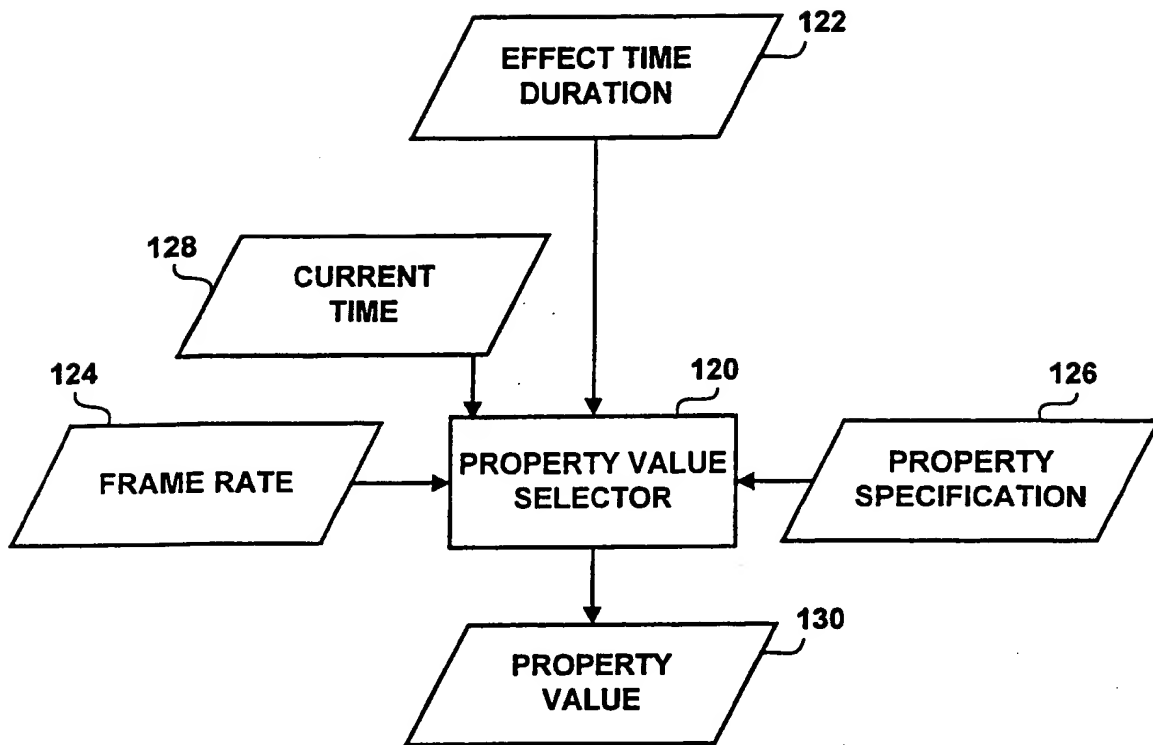 122
EFFECT TIME
DURATION
128
CURRENT
TIME
124
FRAME RATE
120
PROPERTY VALUE
SELECTOR
126
PROPERTY
SPECIFICATION
130
PROPERTY
VALUE